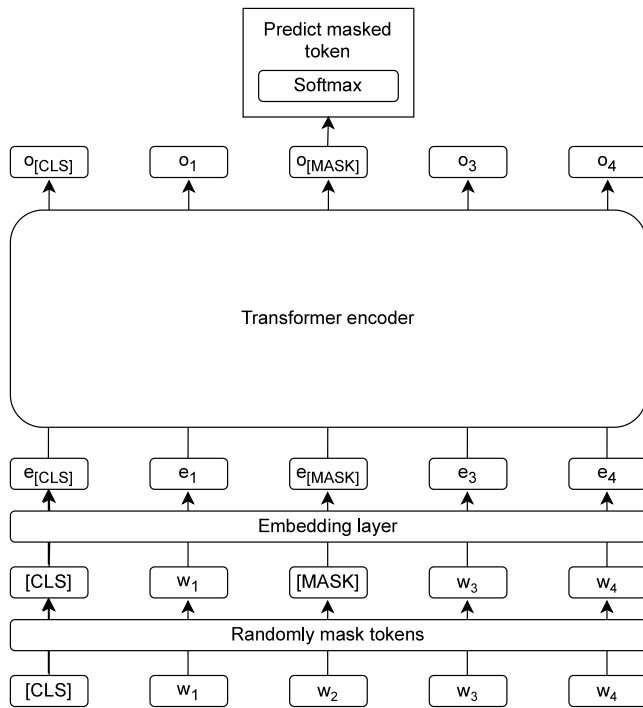 Predict masked
token
Softmax
o[CLS] o1 o[MASK] o3 o4
Transformer encoder
e[CLS] e1 e[MASK] e3 e4
Embedding layer
[CLS] w1 [MASK] w3 w4
Randomly mask tokens
[CLS] w1 w2 w3 w4